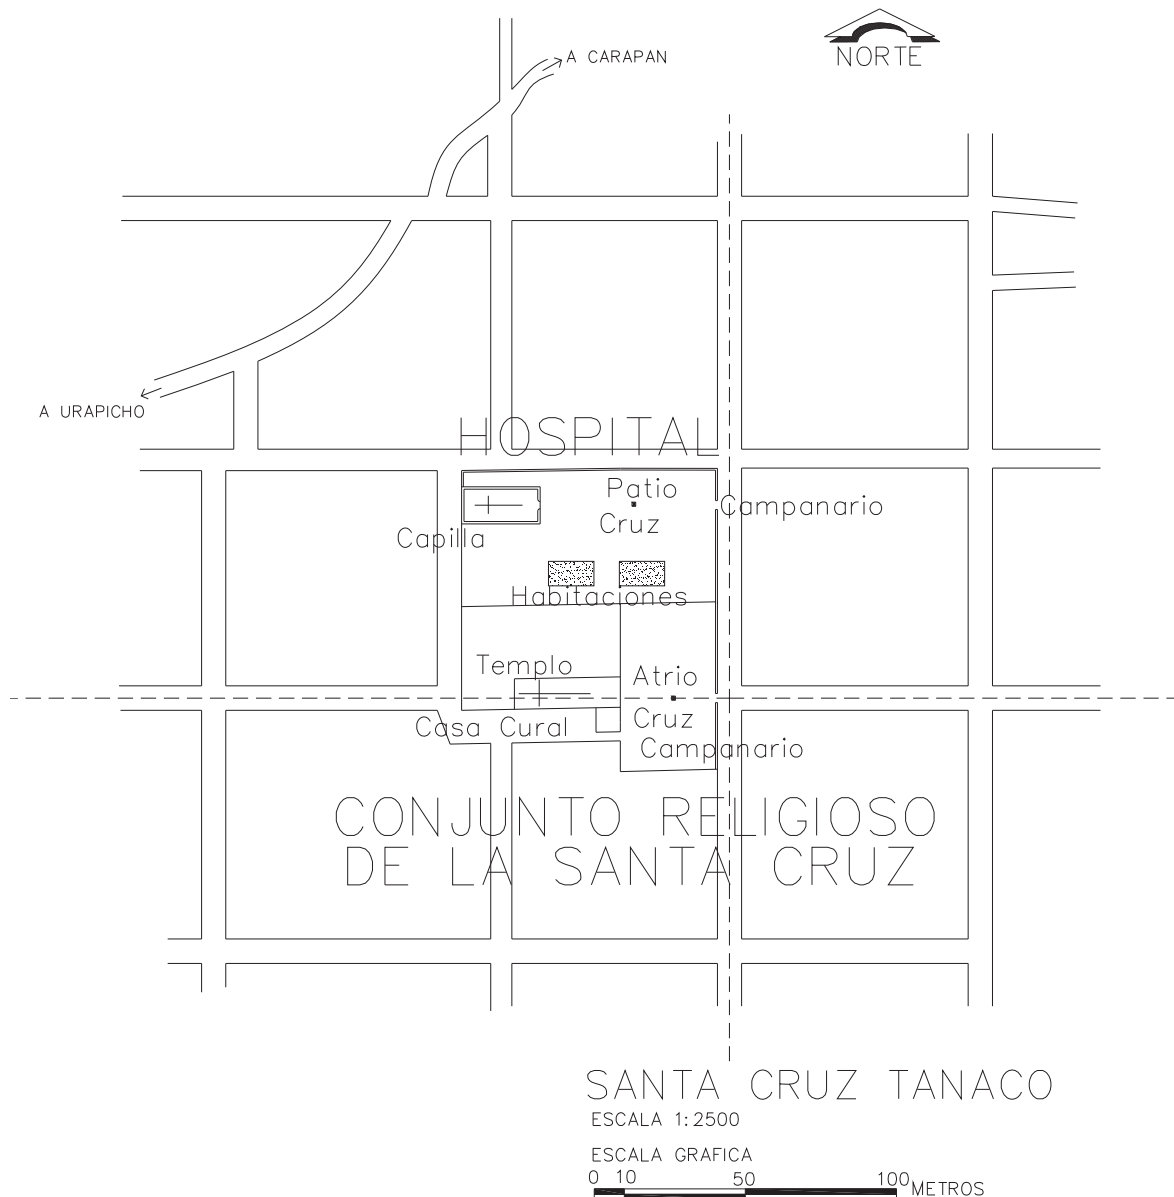 A CARAPAN
NORTE
A URAPICHO
HOSPITAL
Patio
Campanario
Cruz
Capilla
Habitaciones
Templo
Atrio
Casa Cural
Cruz
Campanario
CONJUNTO RELIGIOSO
DE LA SANTA CRUZ
SANTA CRUZ TANACO
ESCALA 1:2500
ESCALA GRAFICA
0 10 50 100 METROS